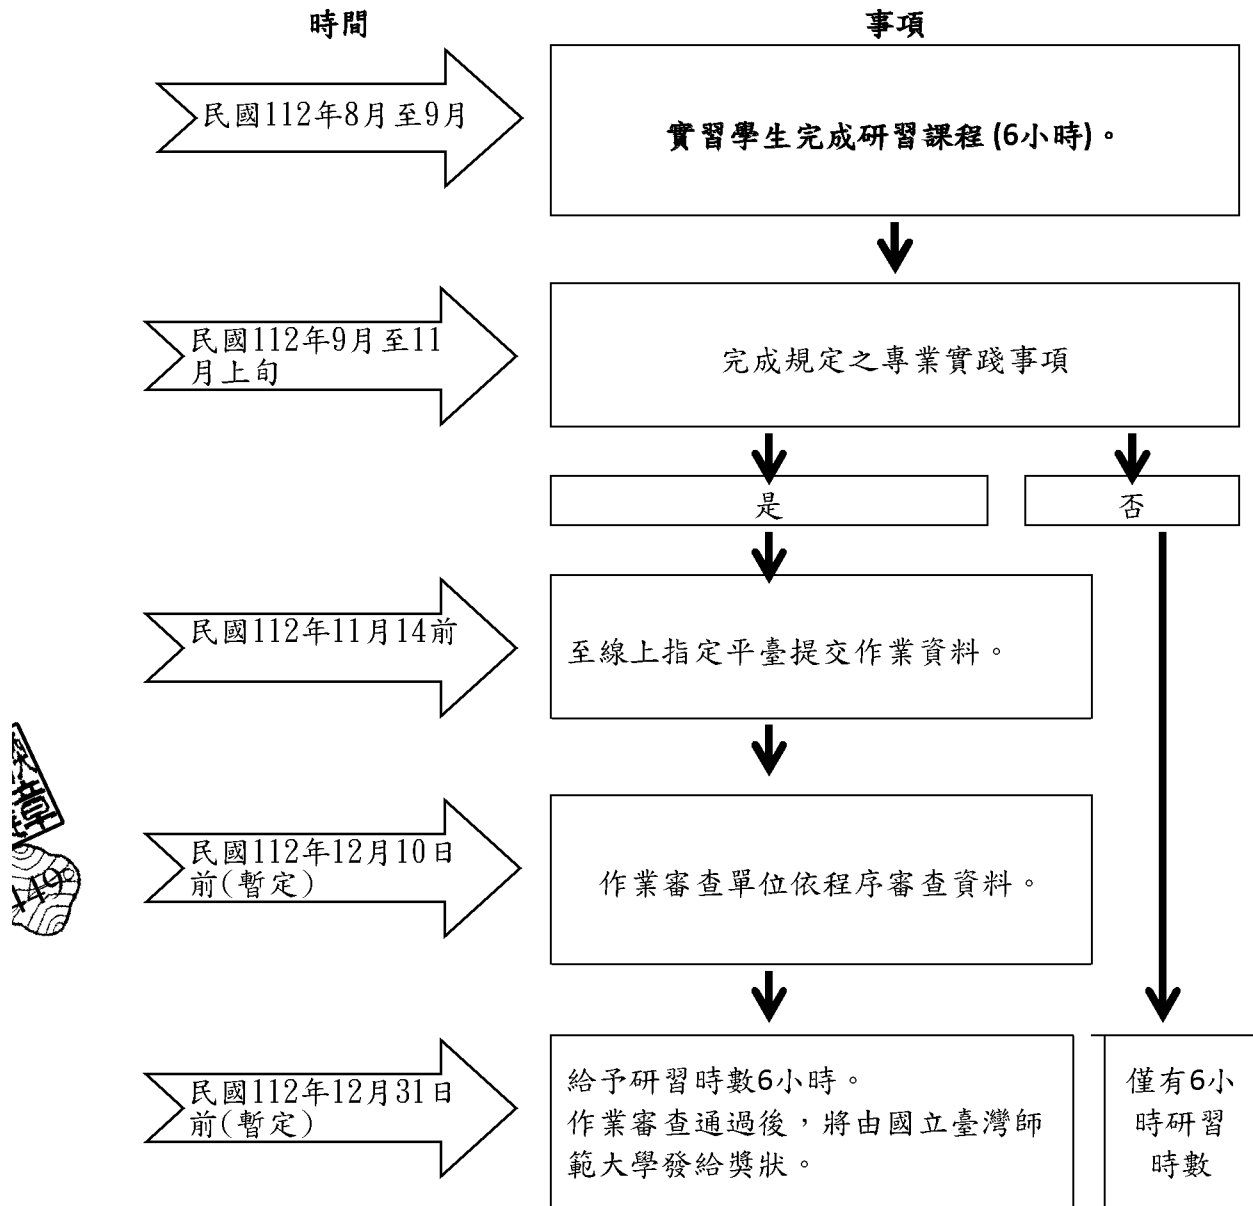 時間
事項
民國112年8月至9月
實習學生完成研習課程 (6小時)。
民國112年9月至11
月上旬
完成規定之專業實踐事項
是
否
民國112年11月14前
至線上指定平臺提交作業資料。
章
449
民國112年12月10日
前(暫定)
作業審查單位依程序審查資料。
民國112年12月31日
前(暫定)
給予研習時數6小時。
作業審查通過後，將由國立臺灣師
範大學發給獎狀。
僅有6小
時研習
時數